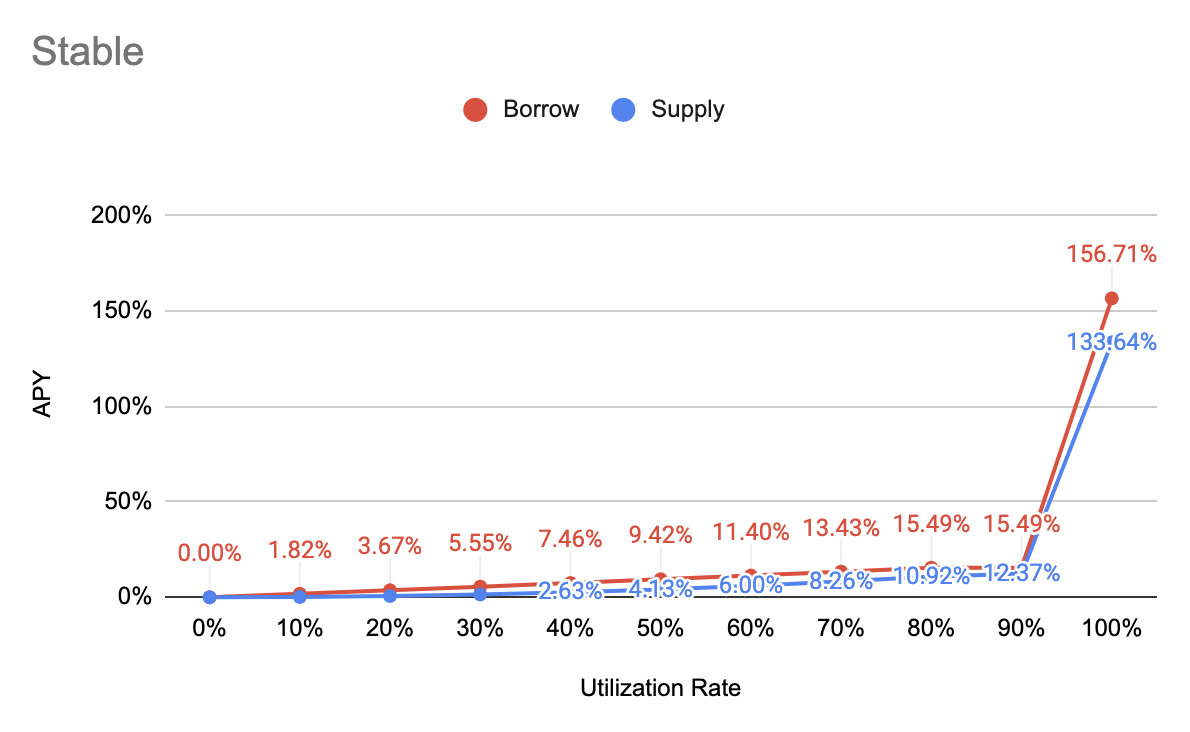 Stable
Borrow Supply
200%
150%
100%
50%
0%
APY
156.71%
133.64%
0.00% 1.82% 3.67% 5.55% 7.46% 9.42% 11.40% 13.43% 15.49% 15.49%
2.63% 4.13% 6.00% 8.26% 10.92% 12.37%
0% 10% 20% 30% 40% 50% 60% 70% 80% 90% 100%
Utilization Rate